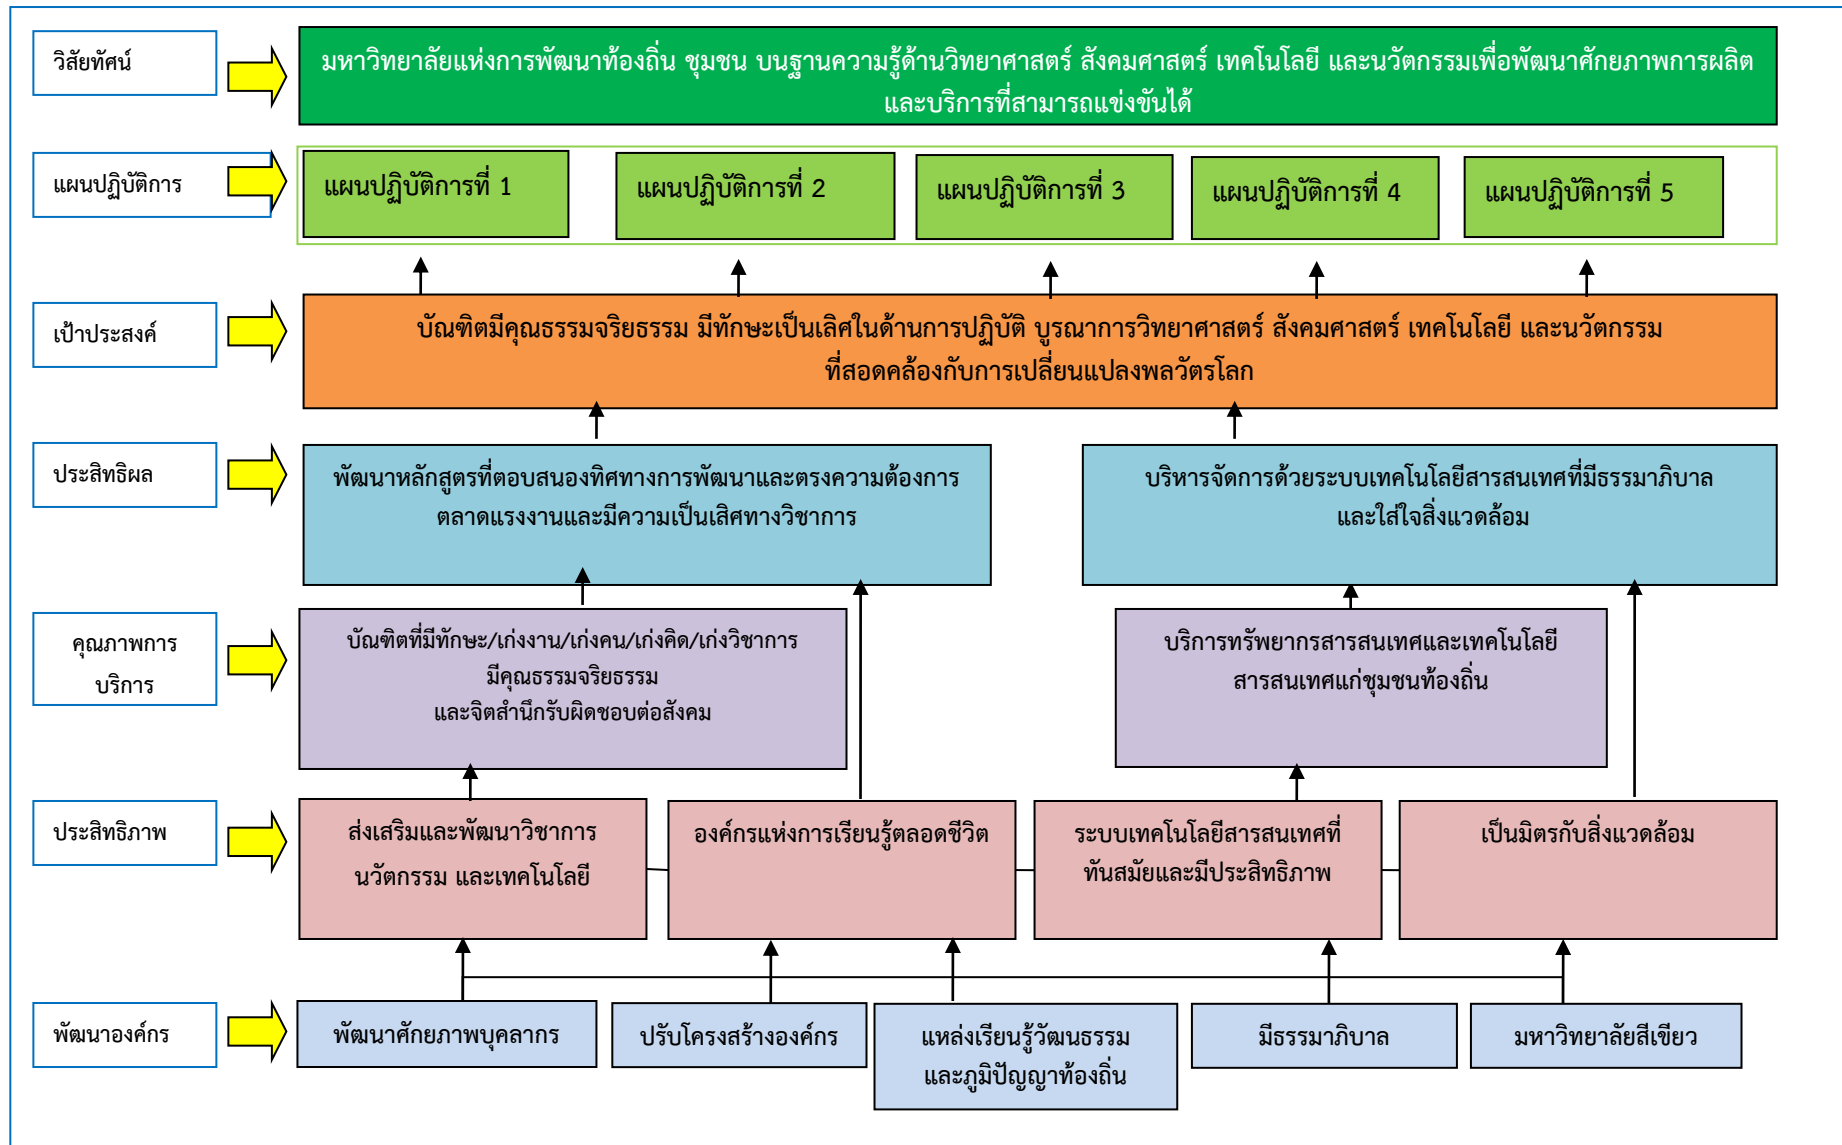 วิสัยทัศน์
มหาวิทยาลัยแห่งการพัฒนาท้องถิ่น ชุมชน บนฐานความรู้ด้านวิทยาศาสตร์ สังคมศาสตร์ เทคโนโลยี และนวัตกรรมเพื่อพัฒนาศักยภาพการผลิต
และบริการที่สามารถแข่งขันได้
แผนปฏิบัติการ
แผนปฏิบัติการที่ 1
แผนปฏิบัติการที่ 2
แผนปฏิบัติการที่ 3
แผนปฏิบัติการที่ 4
แผนปฏิบัติการที่ 5
เป้าประสงค์
บัณฑิตมีคุณธรรมจริยธรรม มีทักษะเป็นเลิศในด้านการปฏิบัติ บูรณาการวิทยาศาสตร์ สังคมศาสตร์ เทคโนโลยี และนวัตกรรม
ที่สอดคล้องกับการเปลี่ยนแปลงพลวัตรโลก
ประสิทธิผล
พัฒนาหลักสูตรที่ตอบสนองทิศทางการพัฒนาและตรงความต้องการ
ตลาดแรงงานและมีความเป็นเสิศทางวิชาการ
บริหารจัดการด้วยระบบเทคโนโลยีสารสนเทศที่มีธรรมาภิบาล
และใส่ใจสิ่งแวดล้อม
คุณภาพการ
บริการ
บัณฑิตที่มีทักษะ/เก่งงาน/เก่งคน/เก่งคิด/เก่งวิชาการ
มีคุณธรรมจริยธรรม
และจิตสำนึกรับผิดชอบต่อสังคม
บริการทรัพยากรสารสนเทศและเทคโนโลยี
สารสนเทศแก่ชุมชนท้องถิ่น
ประสิทธิภาพ
ส่งเสริมและพัฒนาวิชาการ
นวัตกรรม และเทคโนโลยี
องค์กรแห่งการเรียนรู้ตลอดชีวิต
ระบบเทคโนโลยีสารสนเทศที่
ทันสมัยและมีประสิทธิภาพ
เป็นมิตรกับสิ่งแวดล้อม
พัฒนาองค์กร
พัฒนาศักยภาพบุคลากร
ปรับโครงสร้างองค์กร
แหล่งเรียนรู้วัฒนธรรม
และภูมิปัญญาท้องถิ่น
มีธรรมาภิบาล
มหาวิทยาลัยสีเขียว